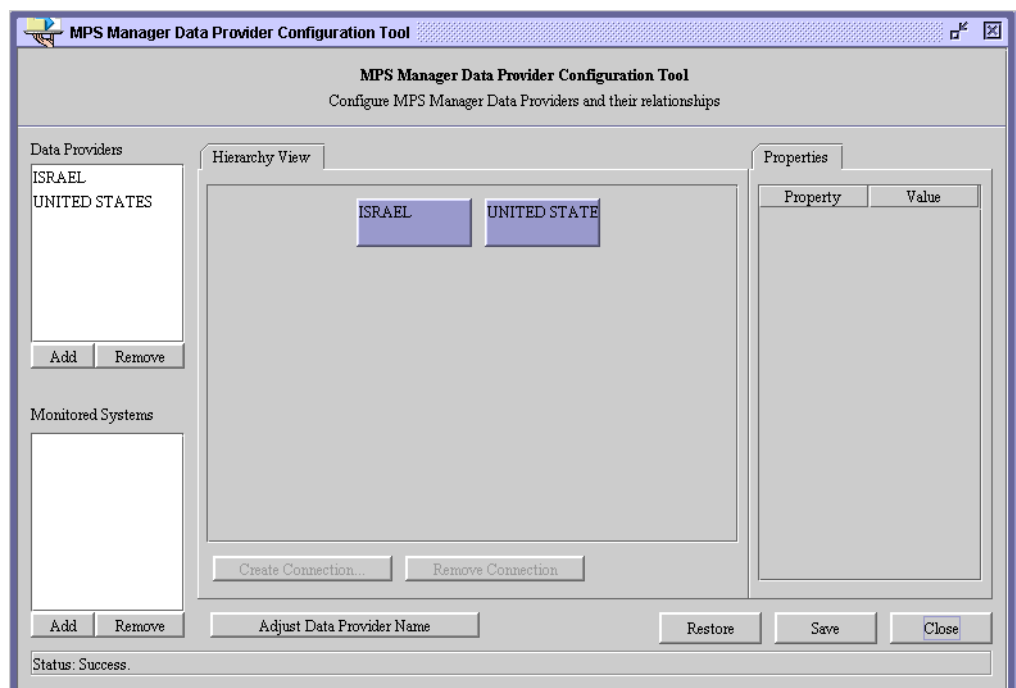 MPS Manager Data Provider Configuration Tool
MPS Manager Data Provider Configuration Tool
Configure MPS Manager Data Providers and their relationships
Data Providers
ISRAEL
UNITED STATES
Add Remove
Monitored Systems
Add Remove
Hierarchy View
ISRAEL UNITED STATE
Create Connection... Remove Connection
Adjust Data Provider Name
Properties
Property Value
Restore Save Close
Status: Success.